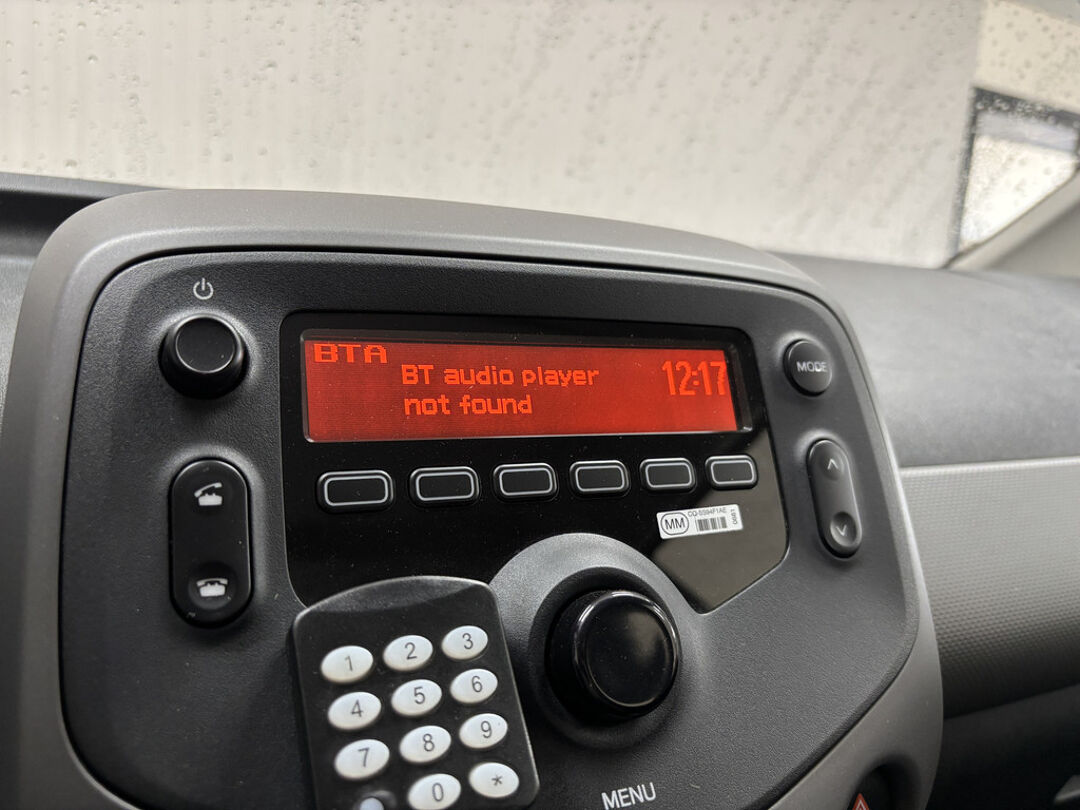 BTA
BT audio player
not found
12:17
MODE
MM
CQ-SS94F1AE
0661
1
2
3
4
5
6
7
8
9
0
*
MENU